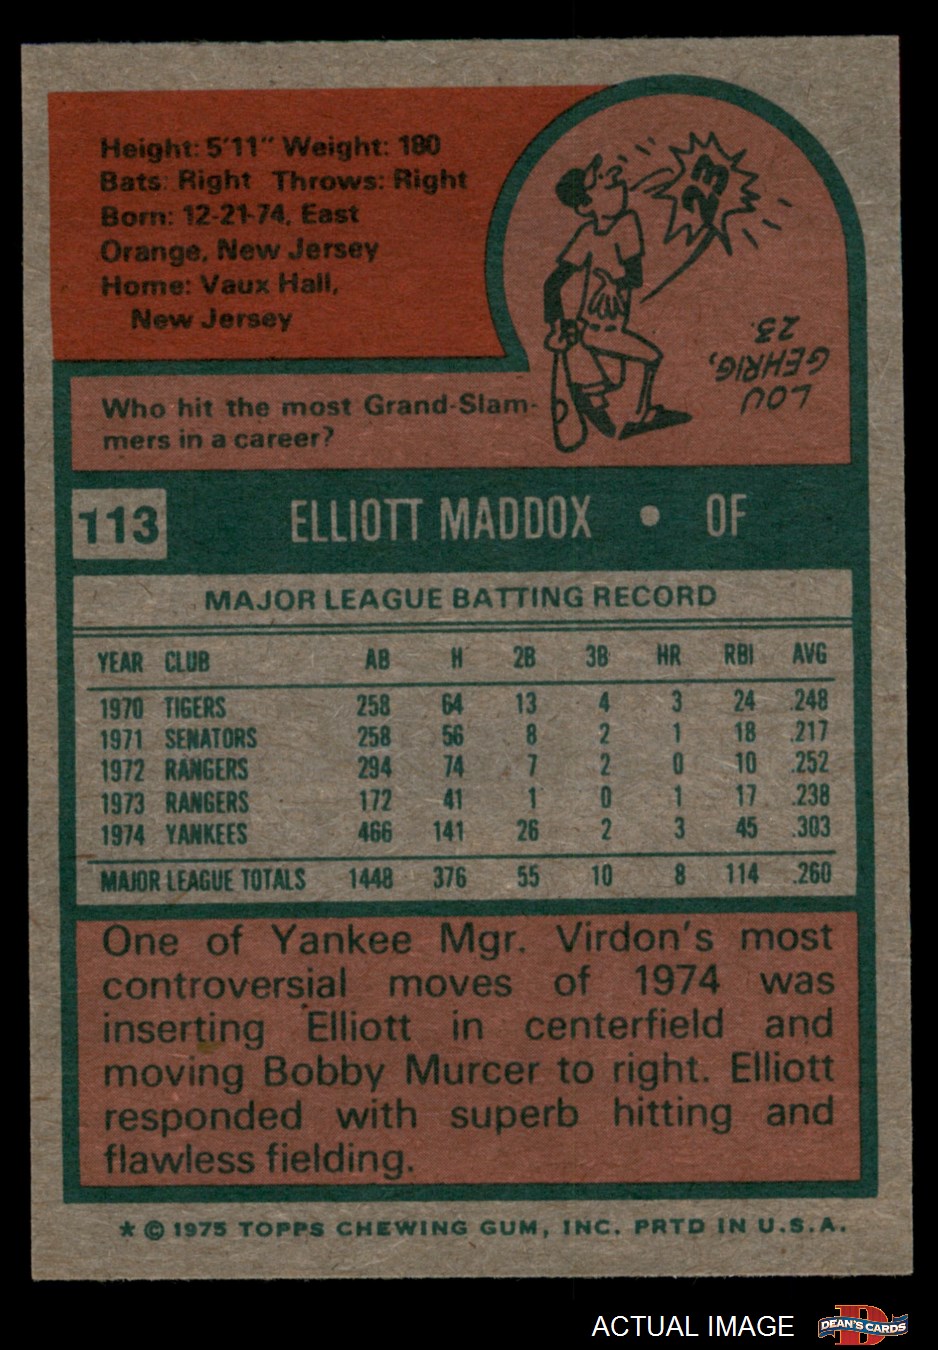 Height: 5'11" Weight: 180
Bats: Right Throws: Right
Born: 12-21-74, East
Orange, New Jersey
Home: Vaux Hall,
New Jersey
23
LOU
GEHRIG,
23.
Who hit the most Grand-Slam-
mers in a career?
113 ELLIOTT MADDOX • OF
MAJOR LEAGUE BATTING RECORD
YEAR CLUB AB H 2B 3B HR RBI AVG
1970 TIGERS 258 64 13 4 3 24 .248
1971 SENATORS 258 56 8 2 1 18 .217
1972 RANGERS 294 74 7 2 0 10 .252
1973 RANGERS 172 41 1 0 1 17 .238
1974 YANKEES 466 141 26 2 3 45 .303
MAJOR LEAGUE TOTALS 1448 376 55 10 8 114 .260
One of Yankee Mgr. Virdon's most
controversial moves of 1974 was
inserting Elliott in centerfield and
moving Bobby Murcer to right. Elliott
responded with superb hitting and
flawless fielding.
* © 1975 TOPPS CHEWING GUM, INC. PRTD IN U.S.A.
ACTUAL IMAGE
DEAN'S CARDS